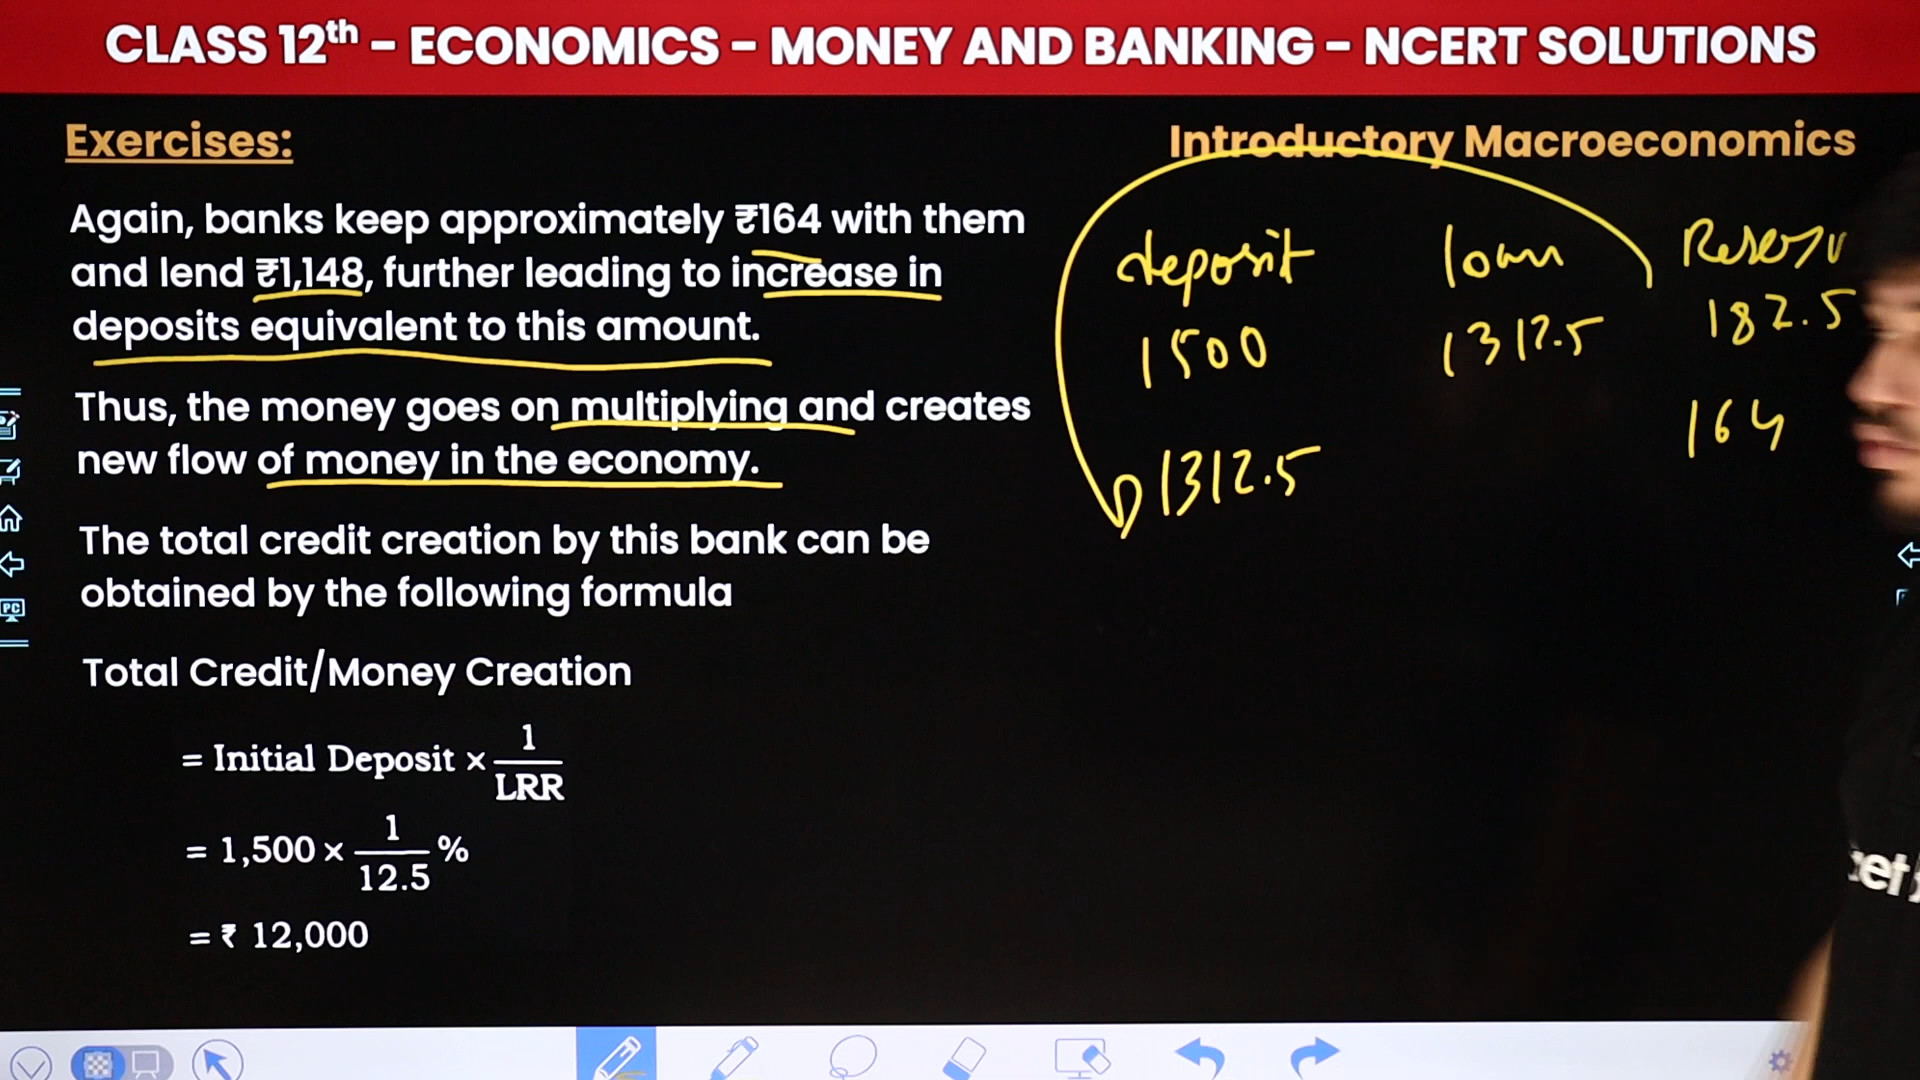 CLASS 12th – ECONOMICS – MONEY AND BANKING – NCERT SOLUTIONS
Exercises:
Introductory Macroeconomics
Again, banks keep approximately ₹164 with them
and lend ₹1,148, further leading to increase in
deposits equivalent to this amount.
Thus, the money goes on multiplying and creates
new flow of money in the economy.
The total credit creation by this bank can be
obtained by the following formula
Total Credit/Money Creation
= Initial Deposit × 1/LRR
= 1,500 × 1/12.5 %
= ₹ 12,000
deposit loan
1500 1312.5 182.5
1312.5 164
PC